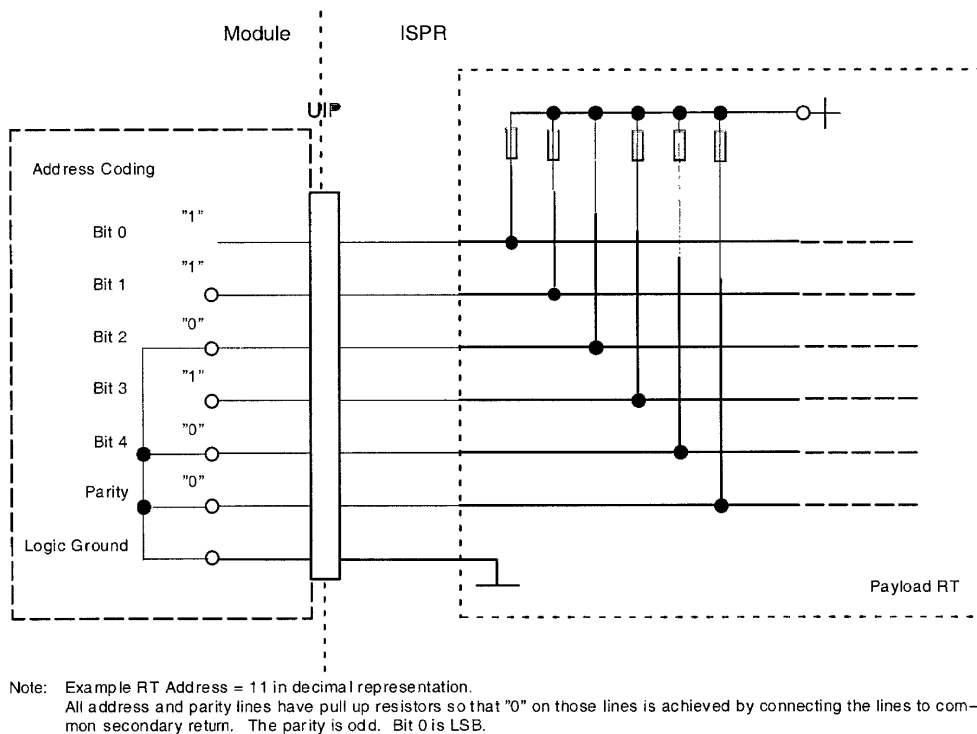 Module ISPR
UIP
Address Coding
"1"
Bit 0
"1"
Bit 1
"0"
Bit 2
"1"
Bit 3
"0"
Bit 4
"0"
Parity
Logic Ground
Payload RT
Note: Example RT Address = 11 in decimal representation.
All address and parity lines have pull up resistors so that "0" on those lines is achieved by connecting the lines to com-
mon secondary return. The parity is odd. Bit 0 is LSB.